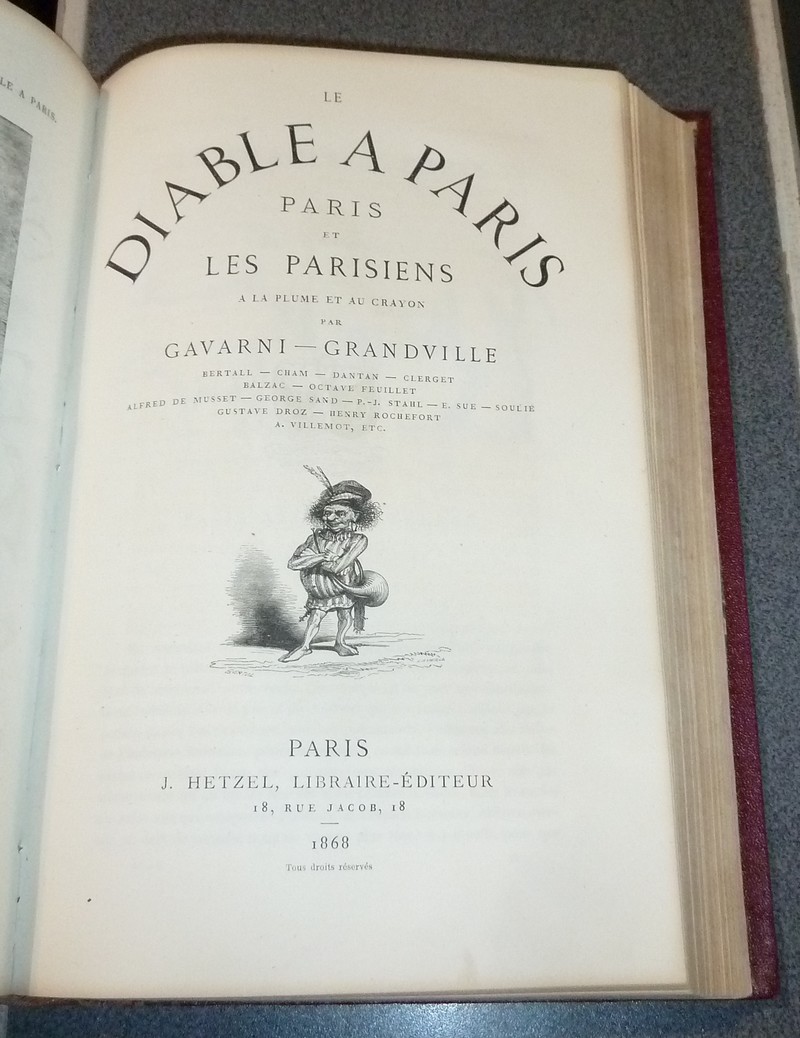 LE A PARIS.
LE
DIABLE A PARIS
PARIS
ET
LES PARISIENS
A LA PLUME ET AU CRAYON
PAR
GAVARNI — GRANDVILLE
BERTALL — CHAM — DANTAN — CLERGET
BALZAC — OCTAVE FEUILLET
ALFRED DE MUSSET — GEORGE SAND — P.-J. STAHL — E. SUE — SOULIÉ
GUSTAVE DROZ — HENRY ROCHEFORT
A. VILLEMOT, ETC.
PARIS
J. HETZEL, LIBRAIRE-ÉDITEUR
18, RUE JACOB, 18
1868
Tous droits réservés